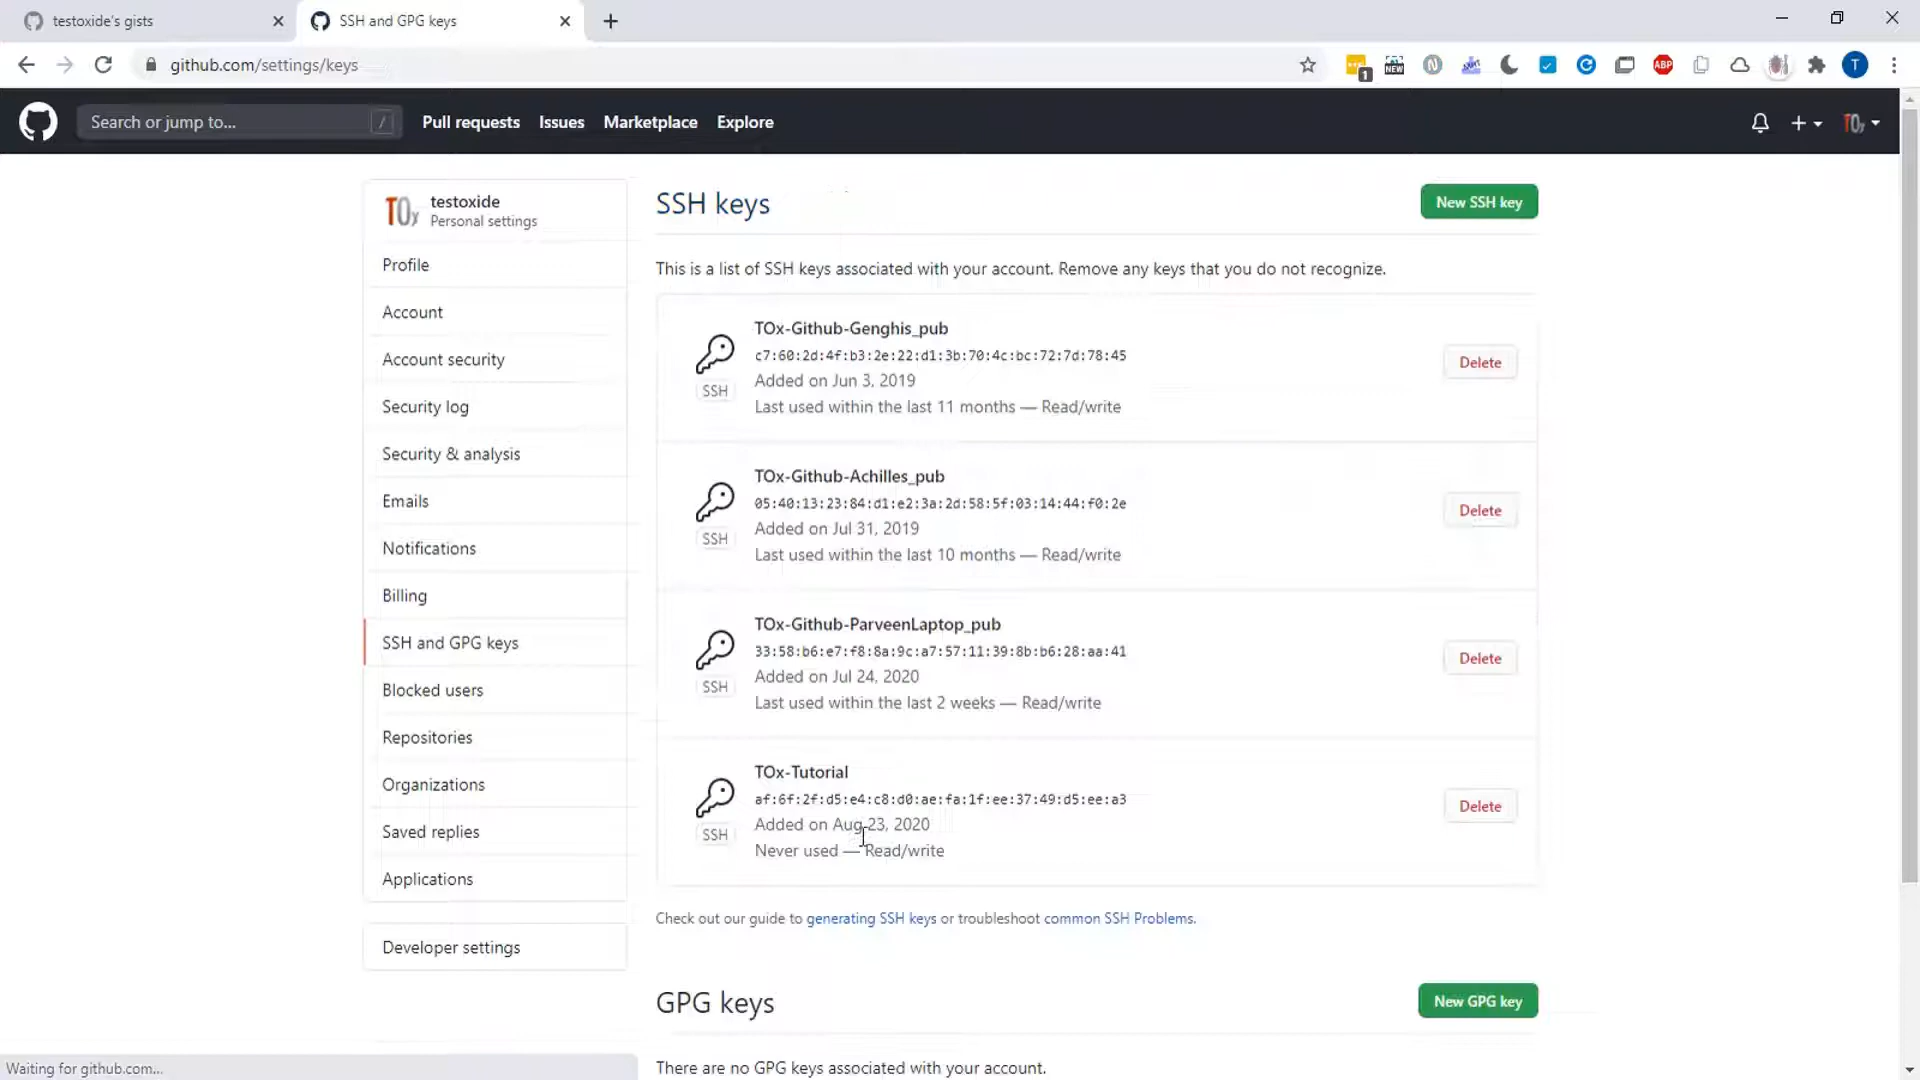 testoxide's gists
SSH and GPG keys
github.com/settings/keys
1
NEW
N
ABP
T
Search or jump to...
/
Pull requests
Issues
Marketplace
Explore
TOx
TOx
testoxide
Personal settings
Profile
Account
Account security
Security log
Security & analysis
Emails
Notifications
Billing
SSH and GPG keys
Blocked users
Repositories
Organizations
Saved replies
Applications
Developer settings
SSH keys
New SSH key
This is a list of SSH keys associated with your account. Remove any keys that you do not recognize.
SSH
TOx-Github-Genghis_pub
c7:60:2d:4f:b3:2e:22:d1:3b:70:4c:bc:72:7d:78:45
Added on Jun 3, 2019
Last used within the last 11 months — Read/write
Delete
SSH
TOx-Github-Achilles_pub
05:40:13:23:84:d1:e2:3a:2d:58:5f:03:14:44:f0:2e
Added on Jul 31, 2019
Last used within the last 10 months — Read/write
Delete
SSH
TOx-Github-ParveenLaptop_pub
33:58:b6:e7:f8:8a:9c:a7:57:11:39:8b:b6:28:aa:41
Added on Jul 24, 2020
Last used within the last 2 weeks — Read/write
Delete
SSH
TOx-Tutorial
af:6f:2f:d5:e4:c8:d0:ae:fa:1f:ee:37:49:d5:ee:a3
Added on Aug 23, 2020
Never used — Read/write
Delete
Check out our guide to generating SSH keys or troubleshoot common SSH Problems.
GPG keys
New GPG key
There are no GPG keys associated with your account.
Waiting for github.com...